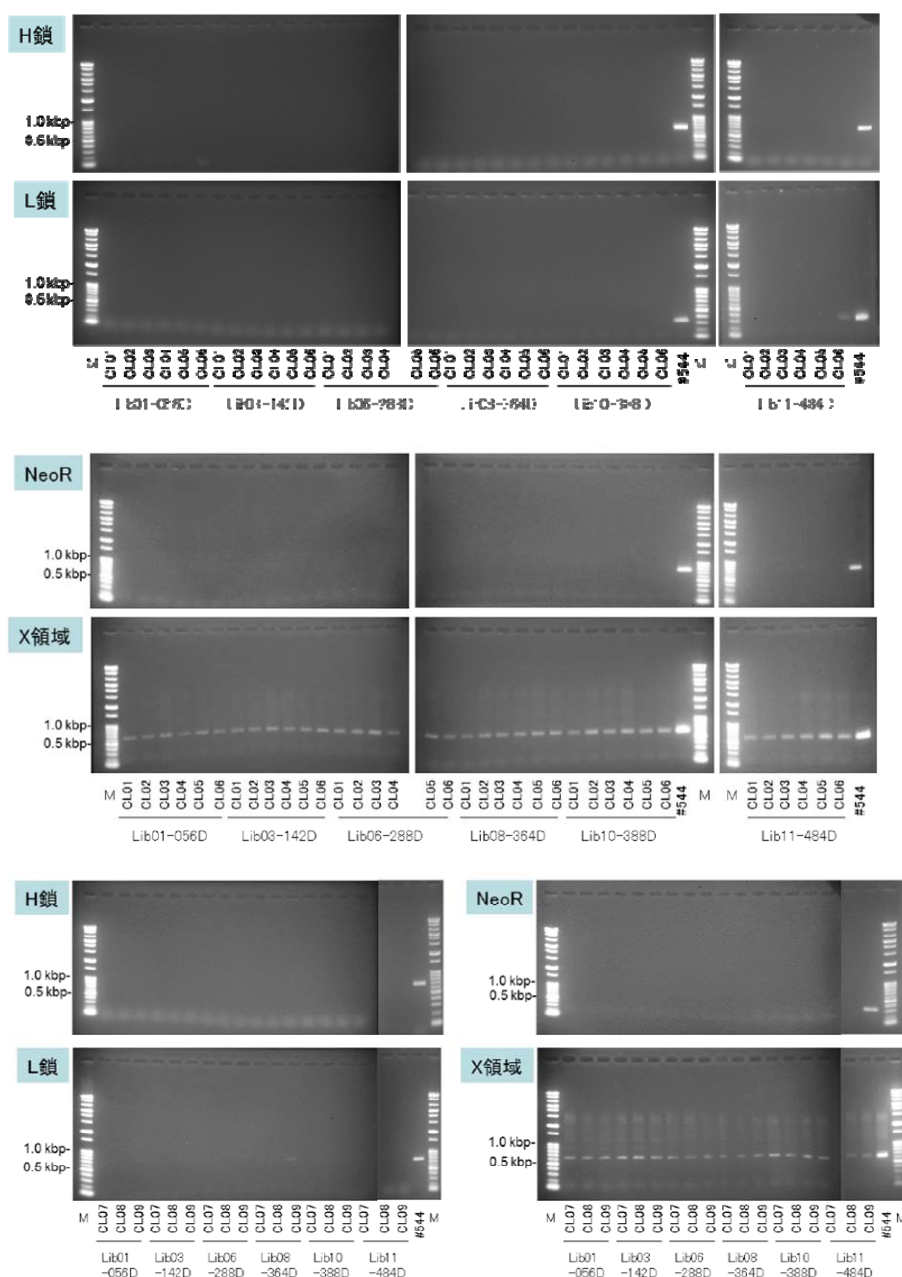 H鎖
1.0 kbp-
L鎖
1.0 kbp-
CL02 CL03
#544
#544
NeoR
1.0 kbp-
0.5 kbp-
X領域
1.0 kbp-
0.5 kbp-
M CL01 CL02 CL03 CL04 CL05 CL06 CL01 CL02 CL03 CL04 CL05 CL06 CL01 CL02 CL03 CL04 CL05 CL06 CL01 CL02 CL03 CL04 CL05 CL06 CL01 CL02 CL03 CL04 CL05 CL06 #544 M M CL01 CL02 CL03 CL04 CL05 CL06 #544
Lib01-056D Lib03-142D Lib06-288D Lib08-364D Lib10-388D Lib11-484D
H鎖
1.0 kbp-
0.5 kbp-
NeoR
1.0 kbp-
0.5 kbp-
L鎖
1.0 kbp-
0.5 kbp-
X領域
1.0 kbp-
0.5 kbp-
M CL07 CL08 CL09 CL07 CL08 CL09 CL07 CL08 CL09 CL07 CL08 CL09 CL07 CL08 CL09 CL07 CL08 CL09 #544 M
Lib01 Lib03 Lib06 Lib08 Lib10 Lib11
-056D -142D -288D -364D -388D -484D
M CL07 CL08 CL09 CL07 CL08 CL09 CL07 CL08 CL09 CL07 CL08 CL09 CL07 CL08 CL09 CL07 CL08 CL09 #544 M
Lib01 Lib03 Lib06 Lib08 Lib10 Lib11
-056D -142D -288D -364D -388D -484D